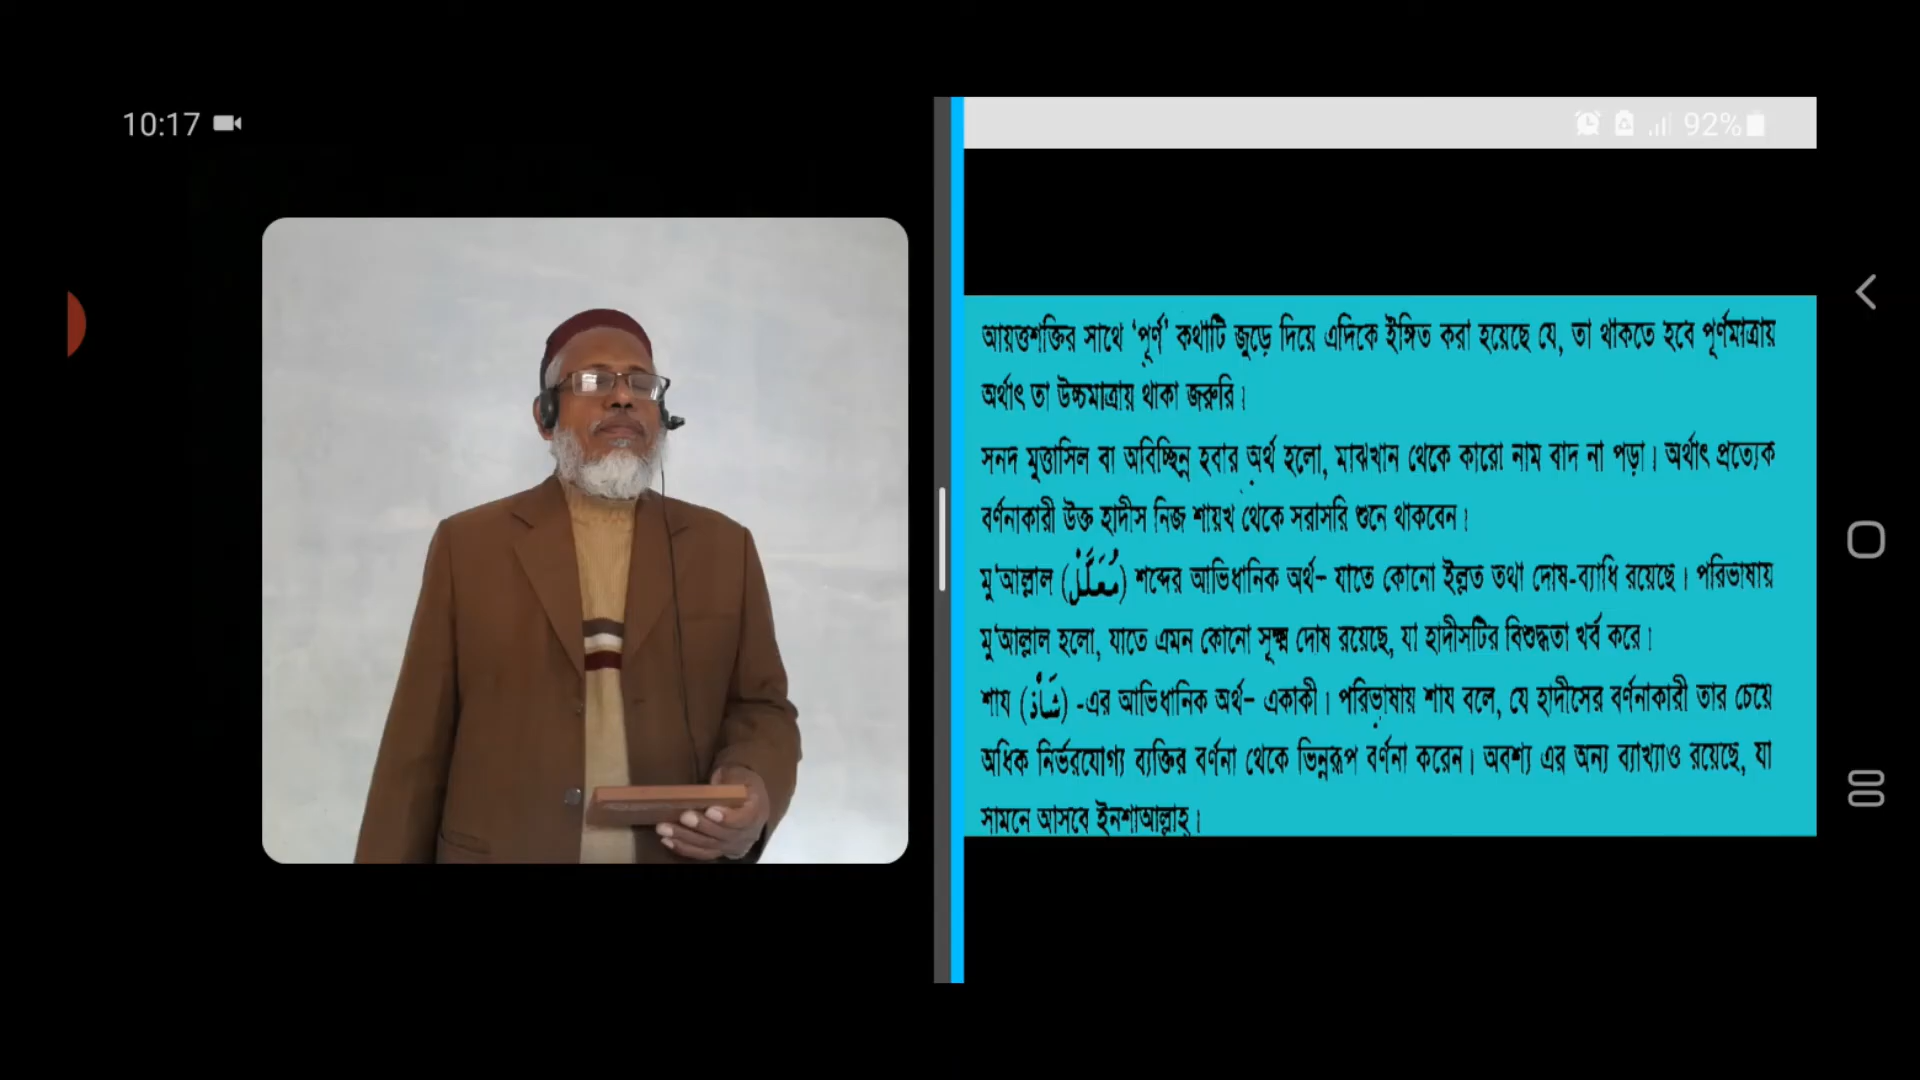 10:17
92%
আয়ত্তশক্তির সাথে ‘পূর্ণ’ কথাটি জুড়ে দিয়ে এদিকে ইঙ্গিত করা হয়েছে যে, তা থাকতে হবে পূর্ণমাত্রায়
অর্থাৎ তা উচ্চমাত্রায় থাকা জরুরি।
সনদ মুত্তাসিল বা অবিচ্ছিন্ন হবার অর্থ হলো, মাঝখান থেকে কারো নাম বাদ না পড়া। অর্থাৎ প্রত্যেক
বর্ণনাকারী উক্ত হাদীস নিজ শায়খ থেকে সরাসরি শুনে থাকবেন।
মু‘আল্লাল (مُعَلَّلْ) শব্দের আভিধানিক অর্থ– যাতে কোনো ইল্লত তথা দোষ-ব্যাধি রয়েছে। পরিভাষায়
মু‘আল্লাল হলো, যাতে এমন কোনো সূক্ষ্ম দোষ রয়েছে, যা হাদীসটির বিশুদ্ধতা খর্ব করে।
শায (شَاذْ) -এর আভিধানিক অর্থ– একাকী। পরিভাষায় শায বলে, যে হাদীসের বর্ণনাকারী তার চেয়ে
অধিক নির্ভরযোগ্য ব্যক্তির বর্ণনা থেকে ভিন্নরূপ বর্ণনা করেন। অবশ্য এর অন্য ব্যাখ্যাও রয়েছে, যা
সামনে আসবে ইনশাআল্লাহ।